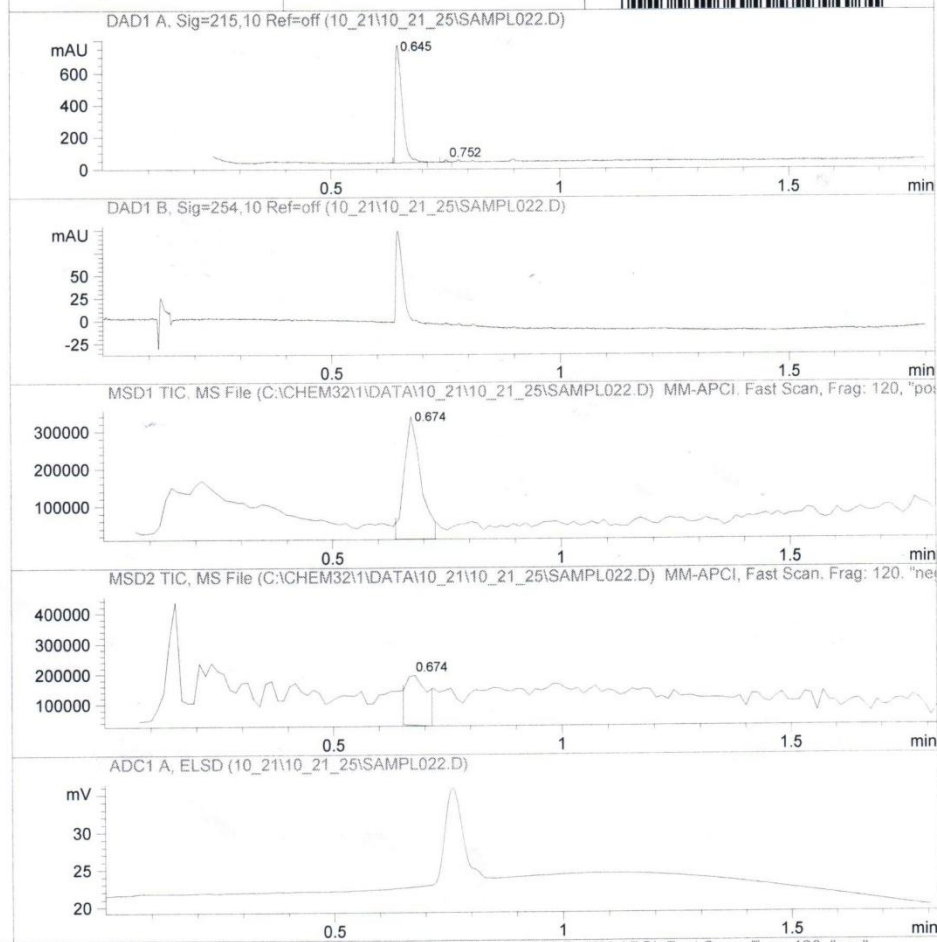 DAD1 A, Sig=215,10 Ref=off (10_21\10_21_25\SAMPL022.D)
mAU
0.645
600
400
200
0.752
0
0.5 1 1.5 min
DAD1 B, Sig=254,10 Ref=off (10_21\10_21_25\SAMPL022.D)
mAU
50
25
0
-25
0.5 1 1.5 min
MSD1 TIC, MS File (C:\CHEM32\1\DATA\10_21\10_21_25\SAMPL022.D) MM-APCI, Fast Scan, Frag: 120, "pos
0.674
300000
200000
100000
0.5 1 1.5 min
MSD2 TIC, MS File (C:\CHEM32\1\DATA\10_21\10_21_25\SAMPL022.D) MM-APCI, Fast Scan, Frag: 120, "neg
400000
300000
0.674
200000
100000
0.5 1 1.5 min
ADC1 A, ELSD (10_21\10_21_25\SAMPL022.D)
mV
30
25
20
0.5 1 1.5 min